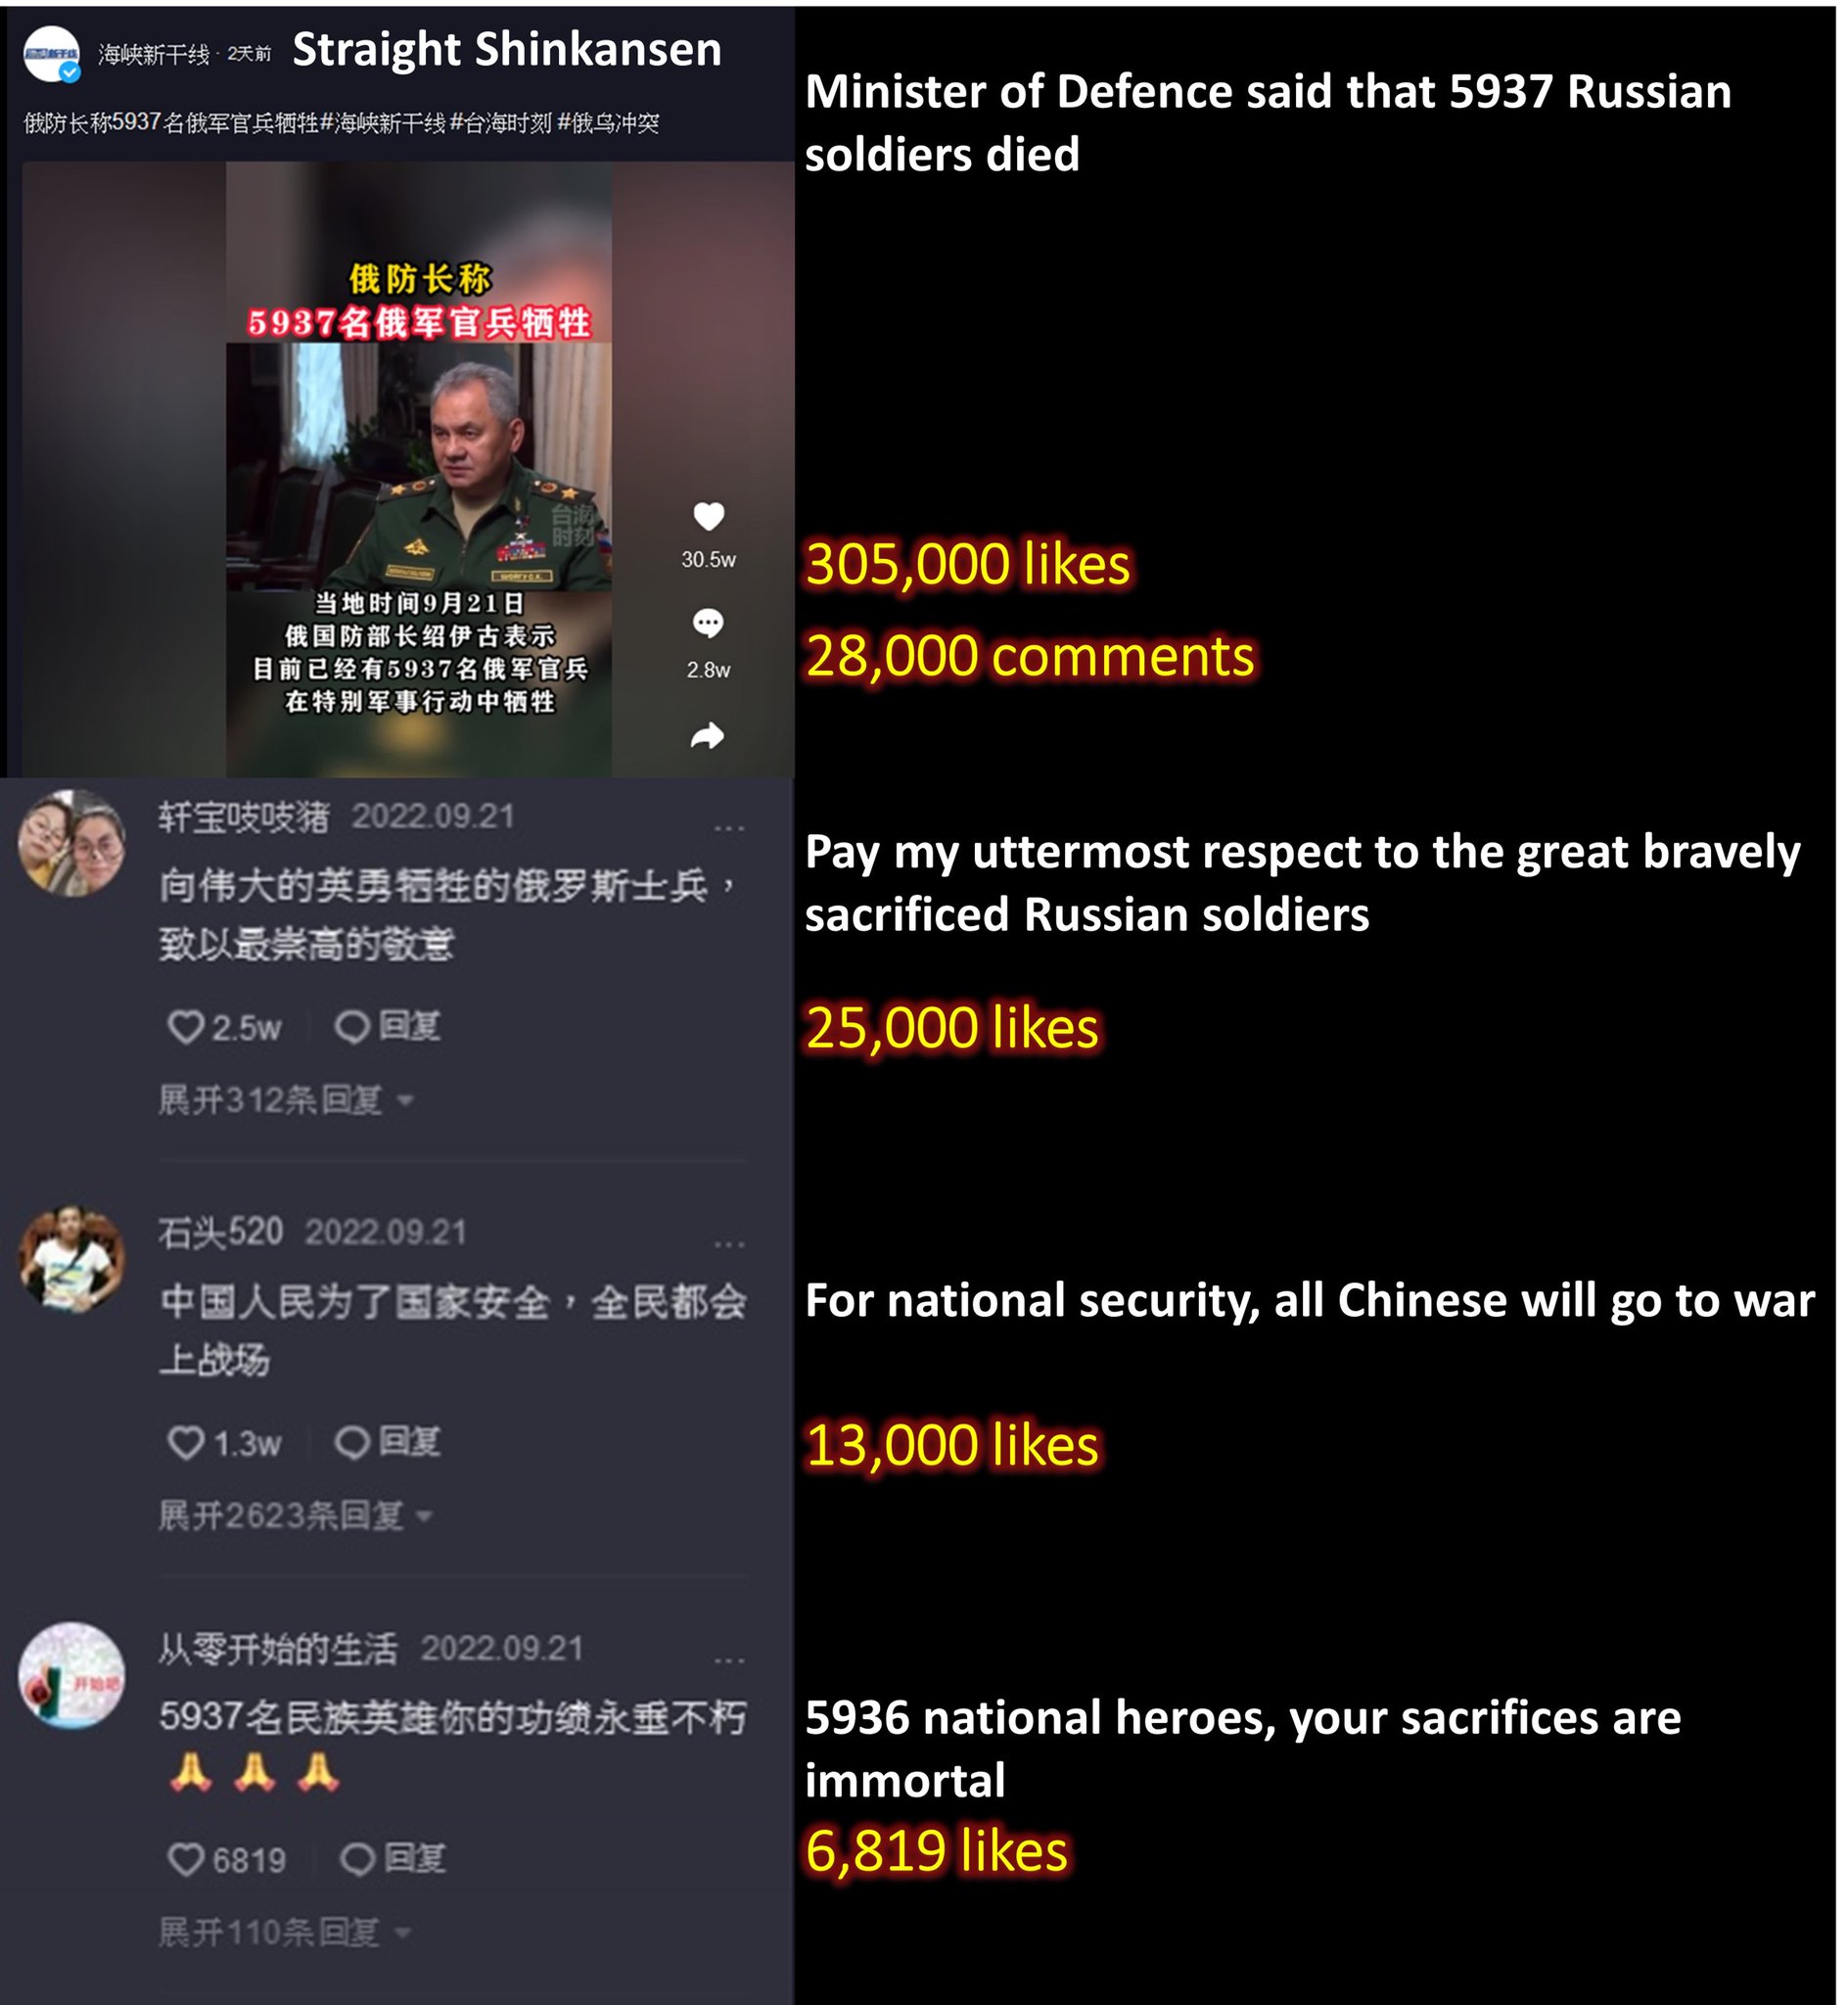 海峡新干线 · 2天前 Straight Shinkansen
俄防长称5937名俄军官兵牺牲#海峡新干线 #台海时刻 #俄乌冲突
Minister of Defence said that 5937 Russian
soldiers died
俄防长称
5937名俄军官兵牺牲
台海
时刻
30.5w
305,000 likes
2.8w
28,000 comments
当地时间9月21日
俄国防部长绍伊古表示
目前已经有5937名俄军官兵
在特别军事行动中牺牲
轩宝吱吱猪 2022.09.21
...
向伟大的英勇牺牲的俄罗斯士兵，
致以最崇高的敬意
2.5w 回复
展开312条回复
Pay my uttermost respect to the great bravely
sacrificed Russian soldiers
25,000 likes
石头520 2022.09.21
...
中国人民为了国家安全，全民都会
上战场
1.3w 回复
展开2623条回复
For national security, all Chinese will go to war
13,000 likes
开始吧
从零开始的生活 2022.09.21
...
5937名民族英雄你的功绩永垂不朽
🙏 🙏 🙏
6819 回复
展开110条回复
5936 national heroes, your sacrifices are
immortal
6,819 likes